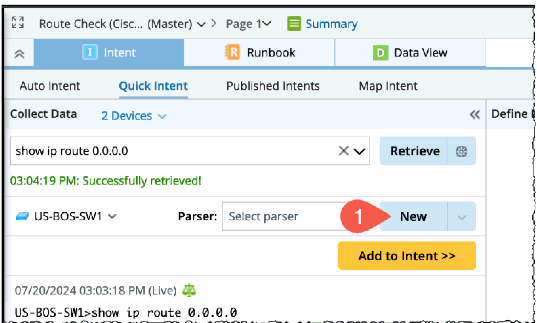 Route Check (Cisc... (Master) > Page 1 Summary
I Intent R Runbook D Data View
Auto Intent Quick Intent Published Intents Map Intent
Collect Data 2 Devices << Define
show ip route 0.0.0.0 Retrieve
03:04:19 PM: Successfully retrieved!
US-BOS-SW1 Parser: Select parser 1 New
Add to Intent >>
07/20/2024 03:03:18 PM (Live)
US-BOS-SW1>show ip route 0.0.0.0